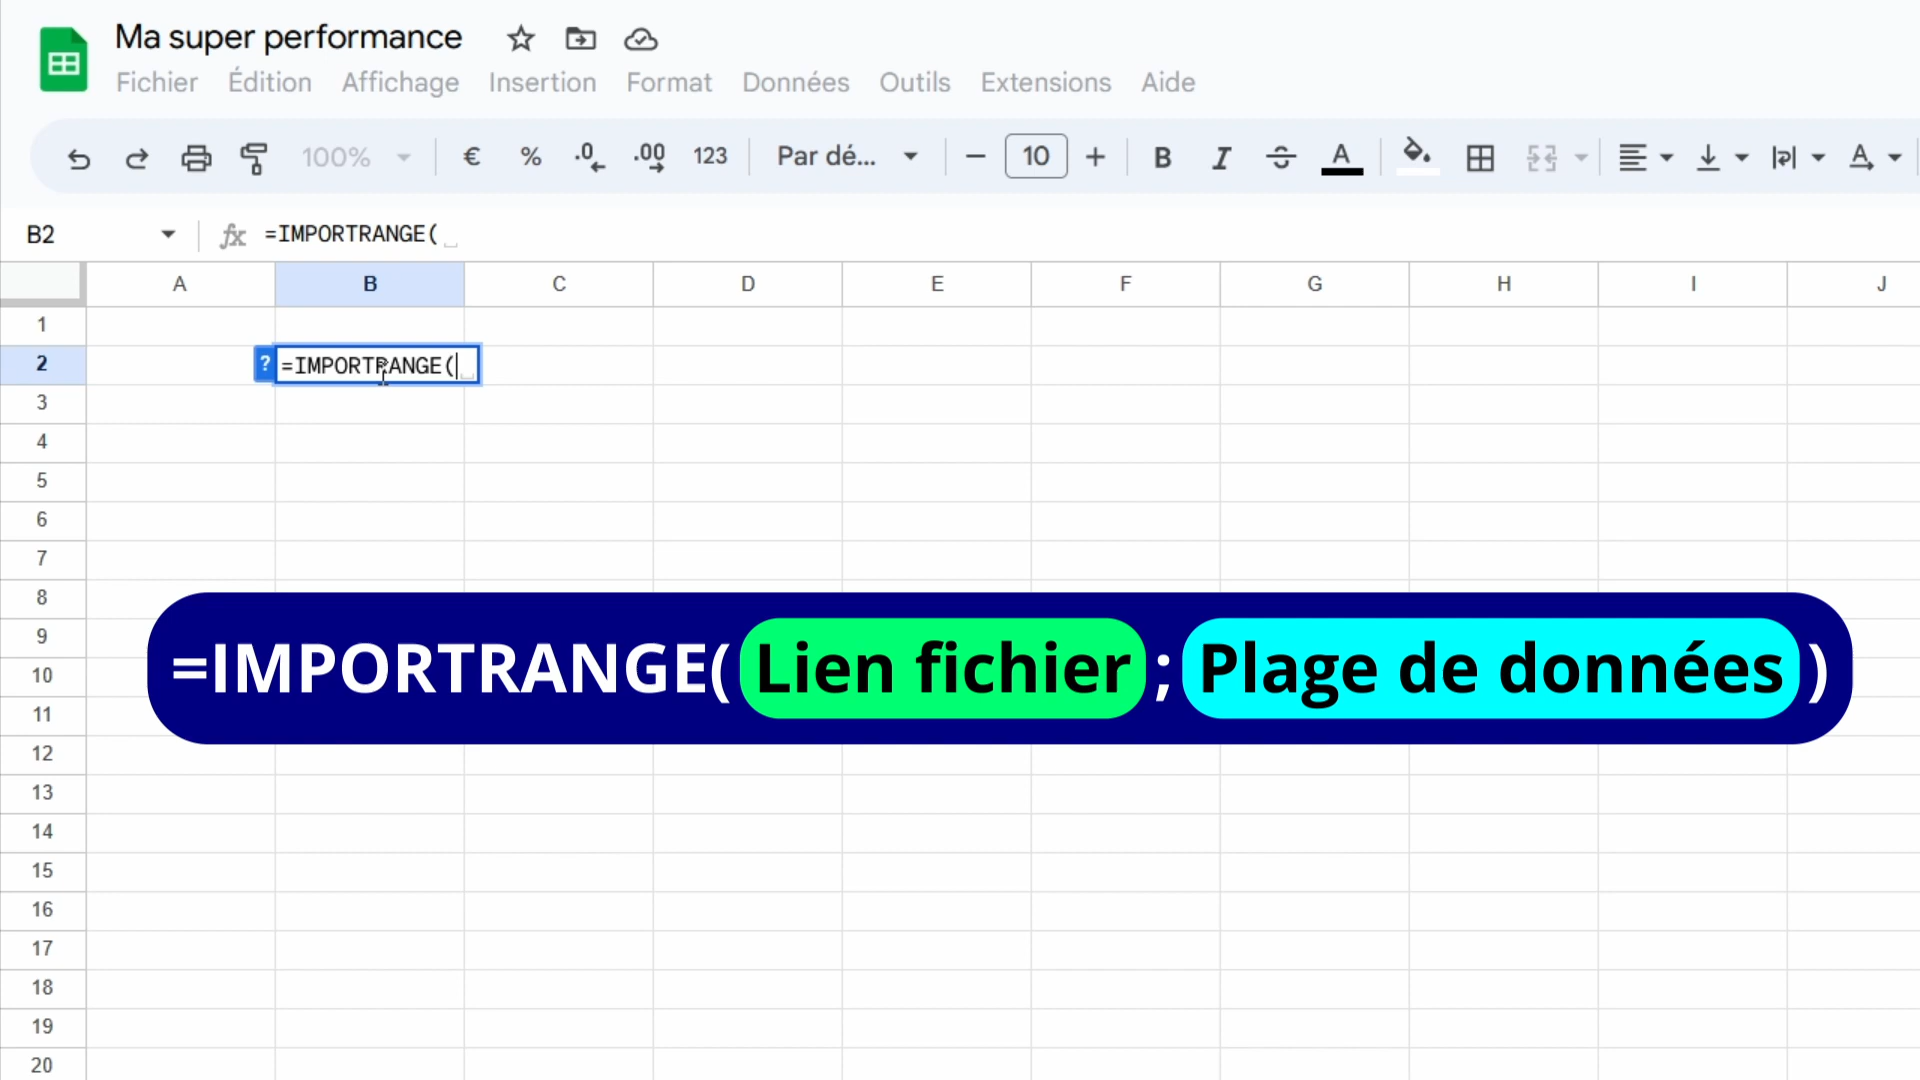 Ma super performance
Fichier Édition Affichage Insertion Format Données Outils Extensions Aide
100% € % .0 .00 123 Par dé... 10 B I S A A
B2 fx =IMPORTRANGE(
A B C D E F G H I J
1
2 ? =IMPORTRANGE(
3
4
5
6
7
8
9
=IMPORTRANGE( Lien fichier ; Plage de données )
10
11
12
13
14
15
16
17
18
19
20